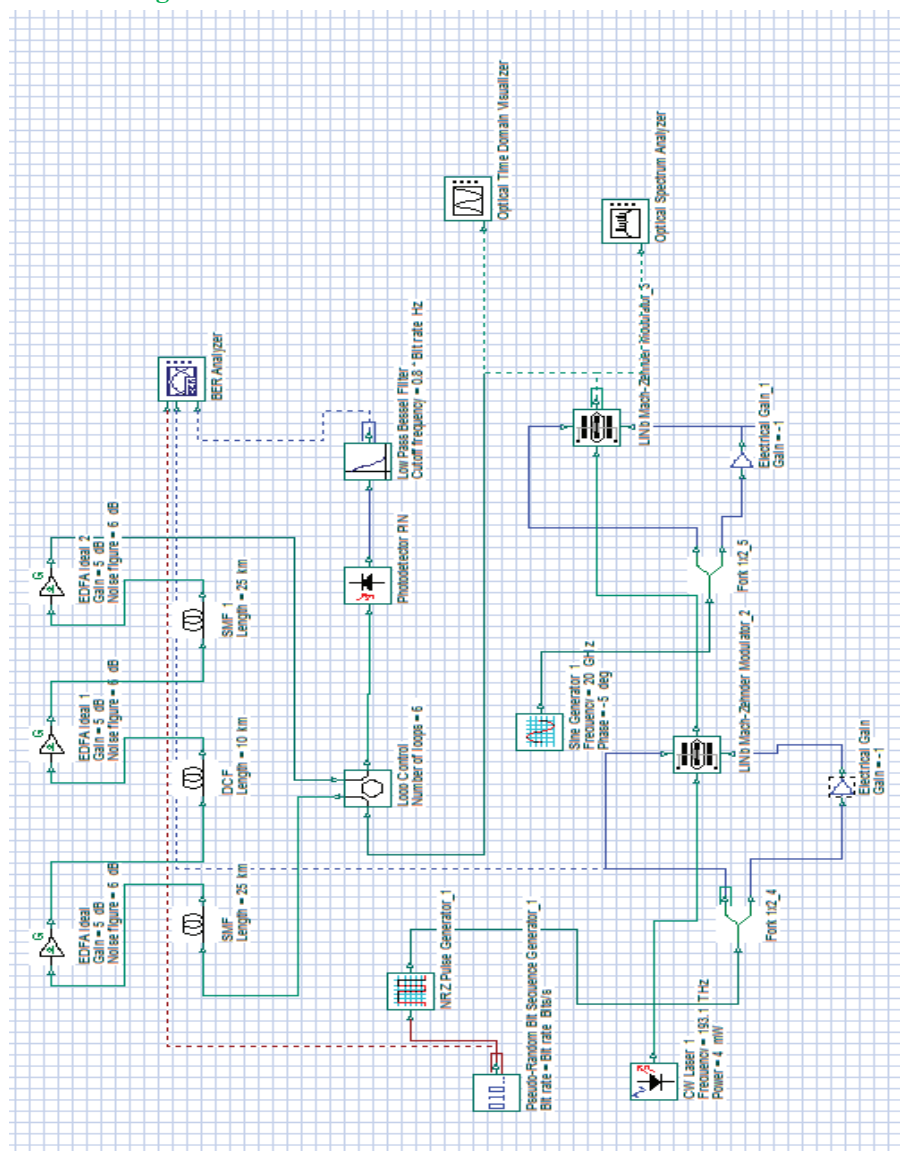 G
EDFA Ideal
Gain = 5 dB
Noise figure = 6 dB
G
EDFA Ideal 1
Gain = 5 dB
Noise figure = 6 dB
G
EDFA Ideal 2
Gain = 5 dB
Noise figure = 6 dB
SMF
Length = 25 km
DCF
Length = 10 km
SMF 1
Length = 25 km
BER Analyzer
Loop Control
Number of loops = 6
Photodetector PIN
Low Pass Bessel Filter
Cutoff frequency = 0.8 * Bit rate Hz
NRZ Pulse Generator_1
Optical Time Domain Visualizer
010..
Pseudo-Random Bit Sequence Generator_1
Bit rate = Bit rate Bits/s
Sine Generator 1
Frequency = 20 GHz
Phase = -5 deg
LiNb Mach-Zehnder Modulator_3
Optical Spectrum Analyzer
CW Laser 1
Frequency = 193.1 THz
Power = 4 mW
LiNb Mach-Zehnder Modulator_2
Fork 1x2_5
Electrical Gain_1
Gain = -1
Fork 1x2_4
Electrical Gain
Gain = -1